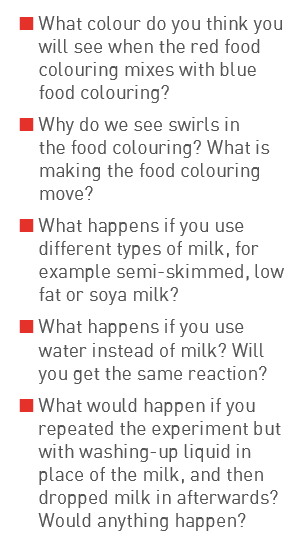 What colour do you think you
will see when the red food
colouring mixes with blue
food colouring?
Why do we see swirls in
the food colouring? What is
making the food colouring
move?
What happens if you use
different types of milk, for
example semi-skimmed, low
fat or soya milk?
What happens if you use
water instead of milk? Will
you get the same reaction?
What would happen if you
repeated the experiment but
with washing-up liquid in
place of the milk, and then
dropped milk in afterwards?
Would anything happen?